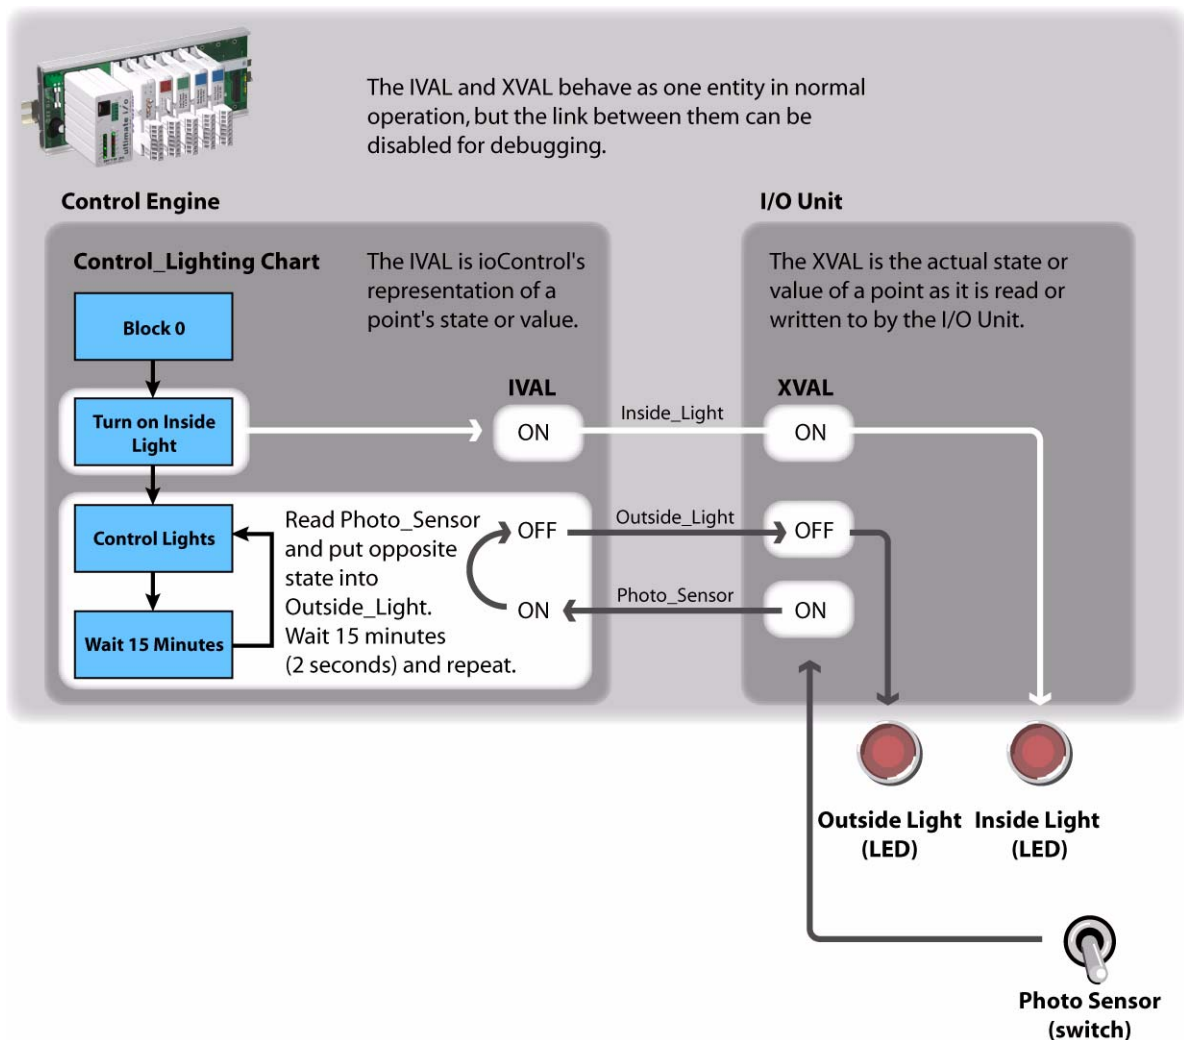 ultimate i/o
The IVAL and XVAL behave as one entity in normal
operation, but the link between them can be
disabled for debugging.
Control Engine
I/O Unit
Control_Lighting Chart
The IVAL is ioControl's
representation of a
point's state or value.
The XVAL is the actual state or
value of a point as it is read or
written to by the I/O Unit.
Block 0
IVAL
XVAL
Turn on Inside
Light
ON
Inside_Light
ON
Control Lights
Read Photo_Sensor
and put opposite
state into
Outside_Light.
Wait 15 minutes
(2 seconds) and repeat.
OFF
Outside_Light
OFF
ON
Photo_Sensor
ON
Wait 15 Minutes
Outside Light
(LED)
Inside Light
(LED)
Photo Sensor
(switch)